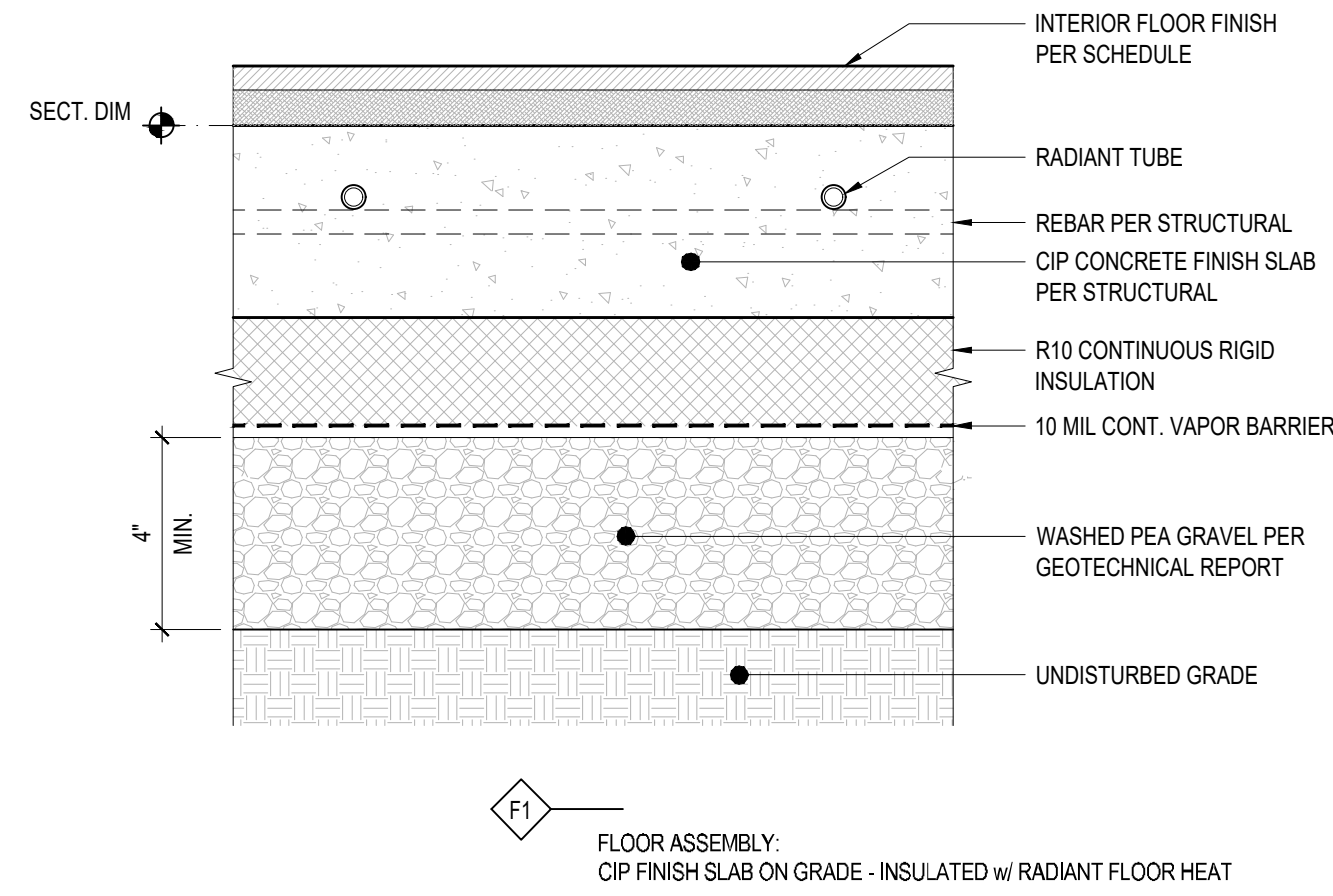 INTERIOR FLOOR FINISH
PER SCHEDULE
SECT. DIM
RADIANT TUBE
REBAR PER STRUCTURAL
CIP CONCRETE FINISH SLAB
PER STRUCTURAL
R10 CONTINUOUS RIGID
INSULATION
10 MIL CONT. VAPOR BARRIER
4"
MIN.
WASHED PEA GRAVEL PER
GEOTECHNICAL REPORT
UNDISTURBED GRADE
F1
FLOOR ASSEMBLY:
CIP FINISH SLAB ON GRADE - INSULATED w/ RADIANT FLOOR HEAT